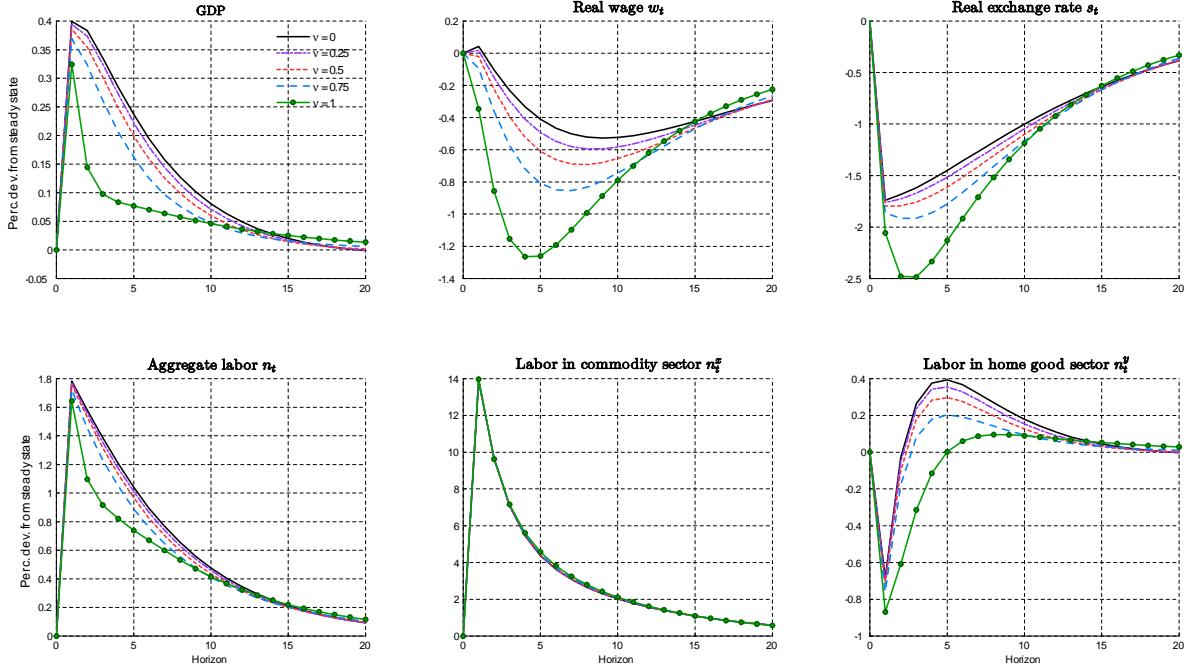 GDP
Real wage wₜ
Real exchange rate sₜ
0.4
0.35
0.3
0.25
0.2
0.15
0.1
0.05
0
-0.05
Perc. dev. from steady state
ν = 0
ν = 0.25
ν = 0.5
ν = 0.75
ν = 1
0 5 10 15 20
0.2
0
-0.2
-0.4
-0.6
-0.8
-1
-1.2
-1.4
0 5 10 15 20
0
-0.5
-1
-1.5
-2
-2.5
0 5 10 15 20
Aggregate labor nₜ
Labor in commodity sector nₜˣ
Labor in home good sector nₜʸ
1.8
1.6
1.4
1.2
1
0.8
0.6
0.4
0.2
0
Perc. dev. from steady state
0 5 10 15 20
Horizon
14
12
10
8
6
4
2
0
0 5 10 15 20
Horizon
0.4
0.2
0
-0.2
-0.4
-0.6
-0.8
-1
0 5 10 15 20
Horizon